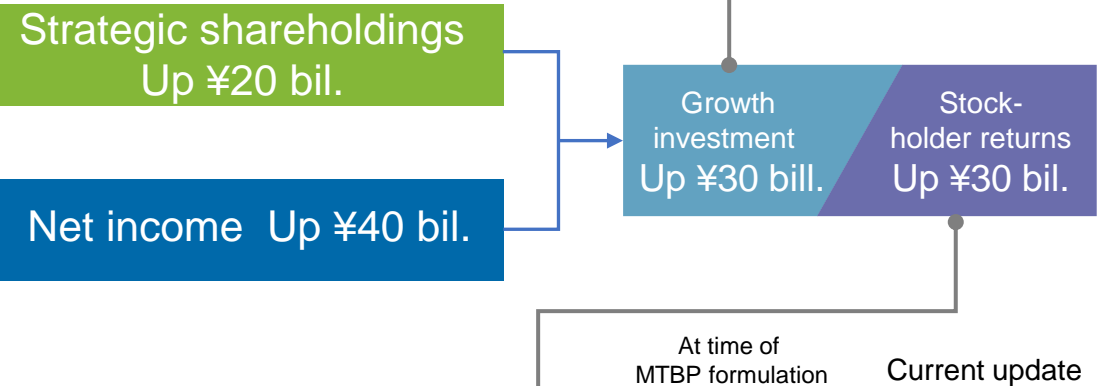 Strategic shareholdings
Up ¥20 bil.
Net income Up ¥40 bil.
Growth
investment
Up ¥30 bill.
Stock-
holder returns
Up ¥30 bil.
At time of
MTBP formulation
Current update